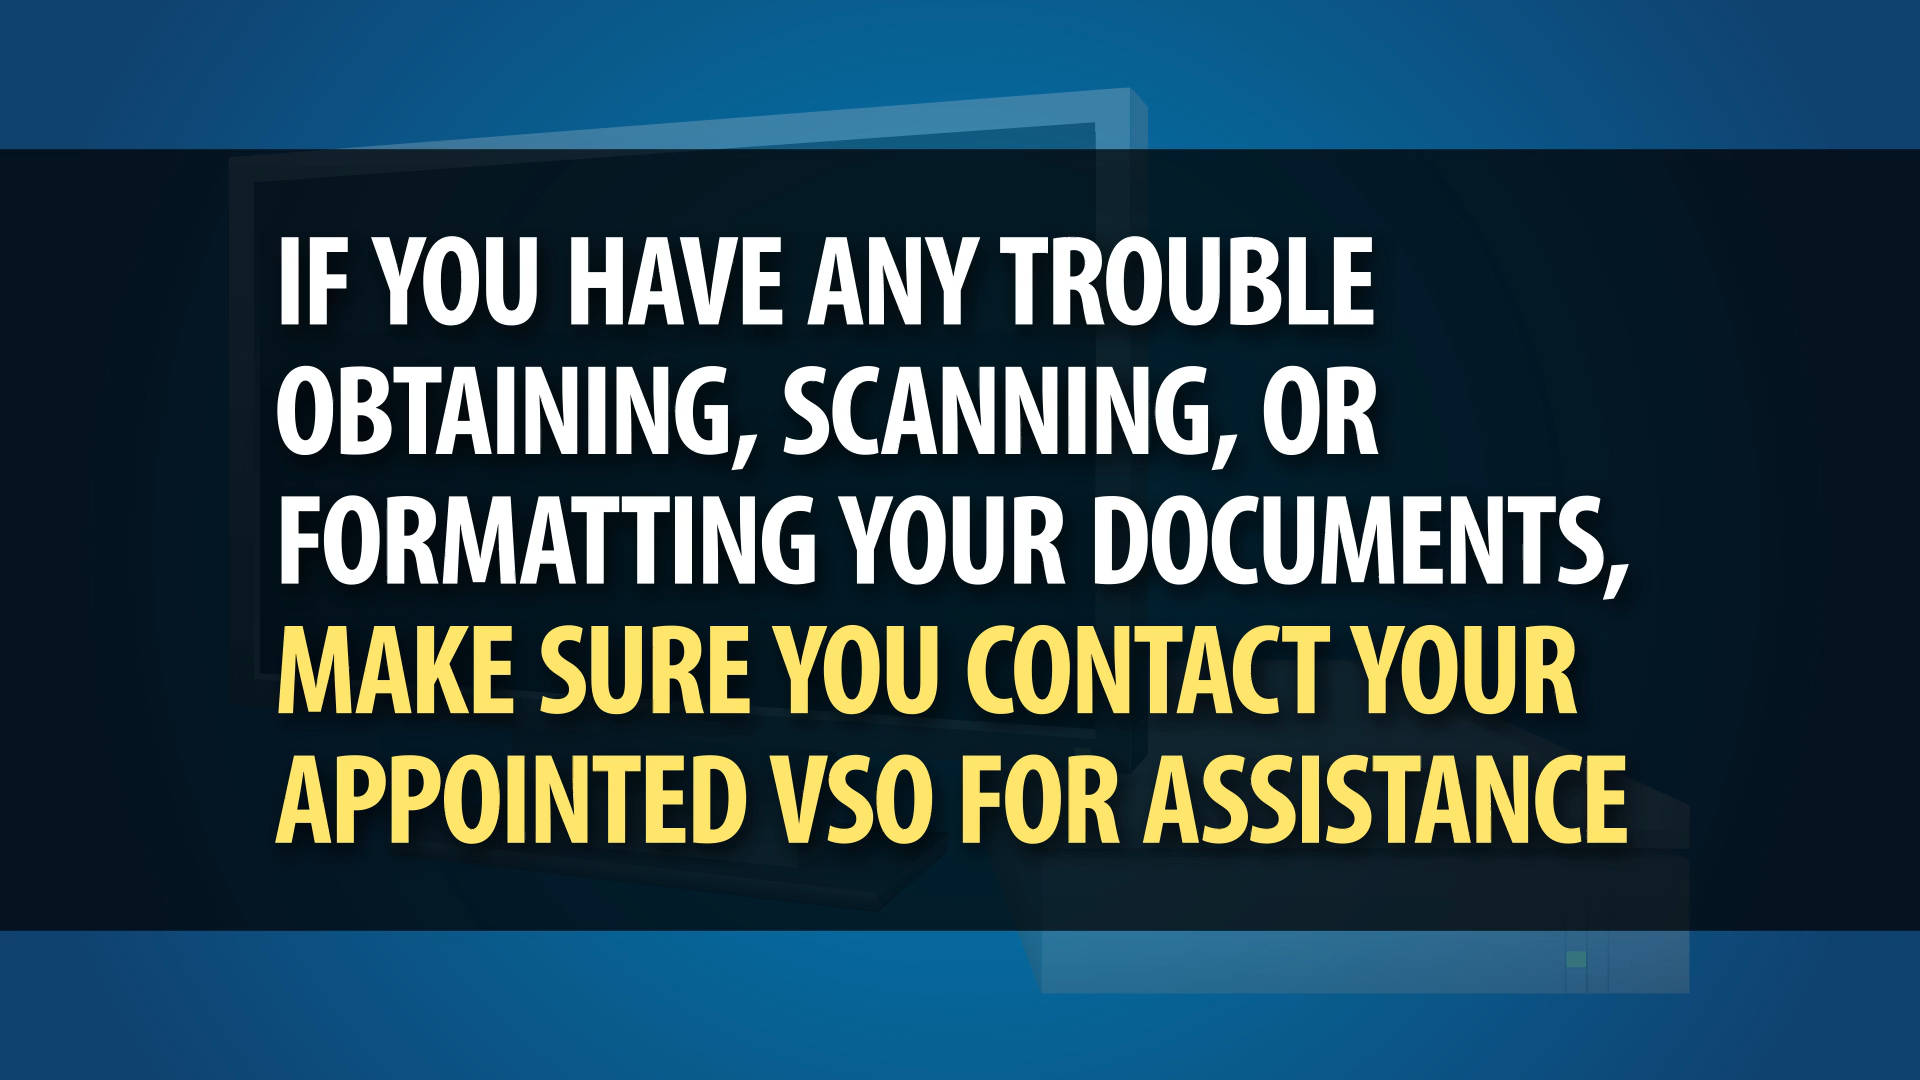 IF YOU HAVE ANY TROUBLE
OBTAINING, SCANNING, OR
FORMATTING YOUR DOCUMENTS,
MAKE SURE YOU CONTACT YOUR
APPOINTED VSO FOR ASSISTANCE